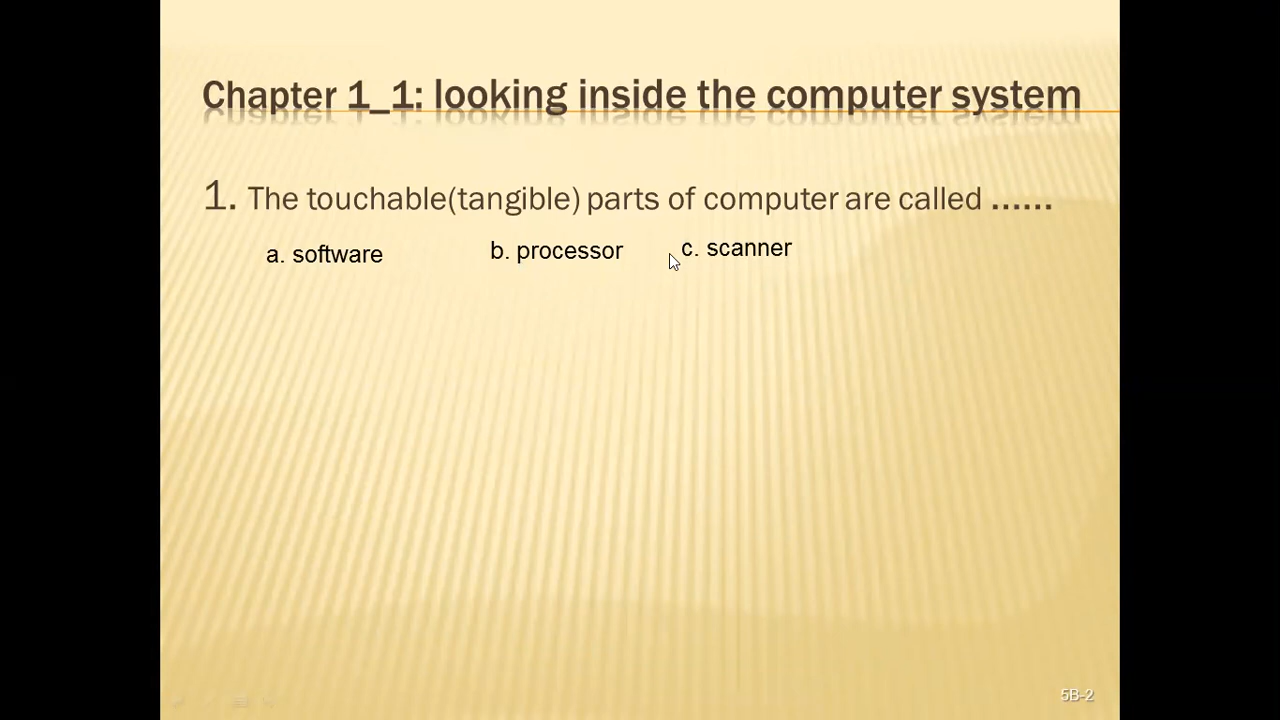 Chapter 1_1: looking inside the computer system
1. The touchable(tangible) parts of computer are called ......
a. software b. processor c. scanner
5B-2